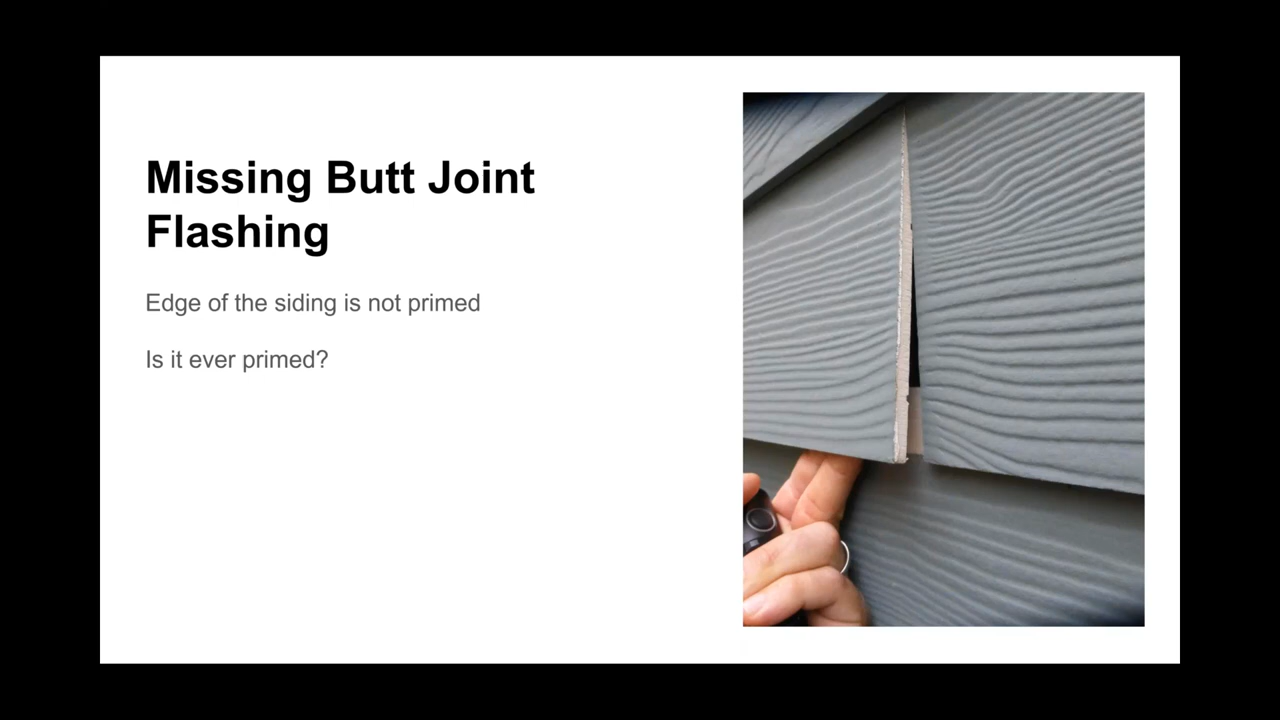 Missing Butt Joint
Flashing
Edge of the siding is not primed
Is it ever primed?